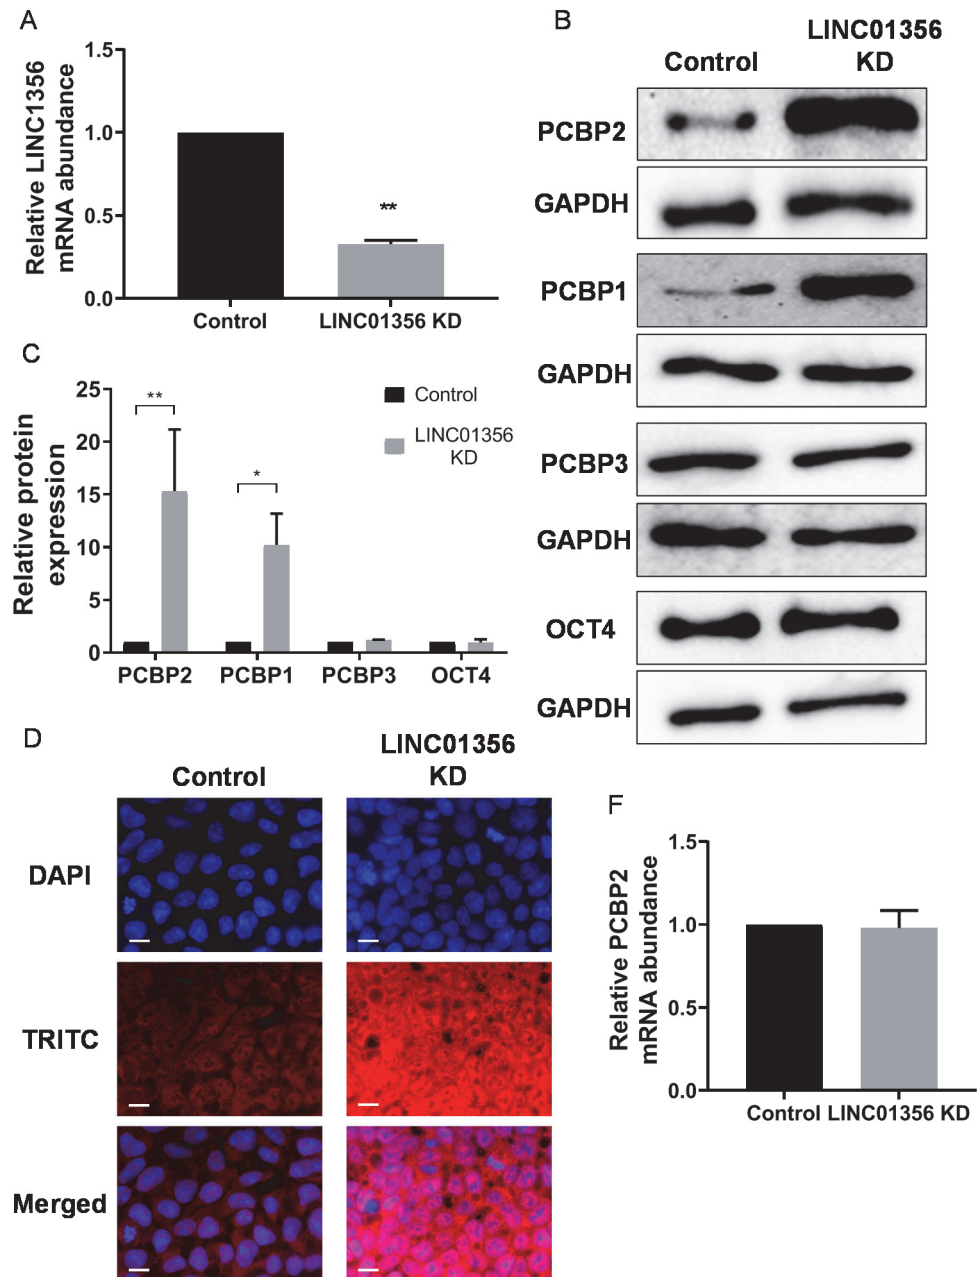 A
Relative LINC1356
mRNA abundance
1.5
1.0
0.5
0.0
**
Control
LINC01356 KD
B
Control
LINC01356
KD
PCBP2
GAPDH
PCBP1
GAPDH
PCBP3
GAPDH
OCT4
GAPDH
C
Relative protein
expression
25
20
15
10
5
0
**
*
Control
LINC01356
KD
PCBP2
PCBP1
PCBP3
OCT4
D
Control
LINC01356
KD
DAPI
TRITC
Merged
F
Relative PCBP2
mRNA abundance
1.5
1.0
0.5
0.0
Control
LINC01356 KD